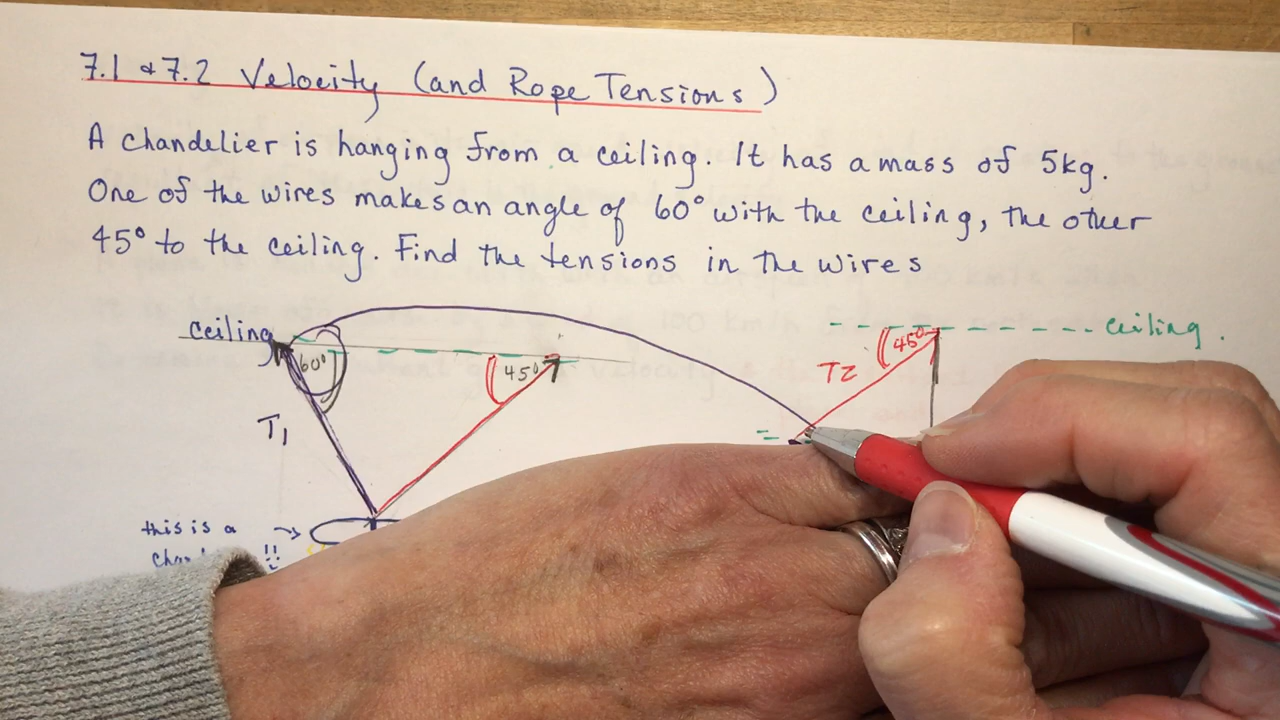 7.1 & 7.2 Velocity (and Rope Tensions)
A chandelier is hanging from a ceiling. It has a mass of 5kg.
One of the wires makes an angle of 60° with the ceiling, the other
45° to the ceiling. Find the tensions in the wires
ceiling
ceiling.
60°
45°
45°
T2
T1
this is a
!!